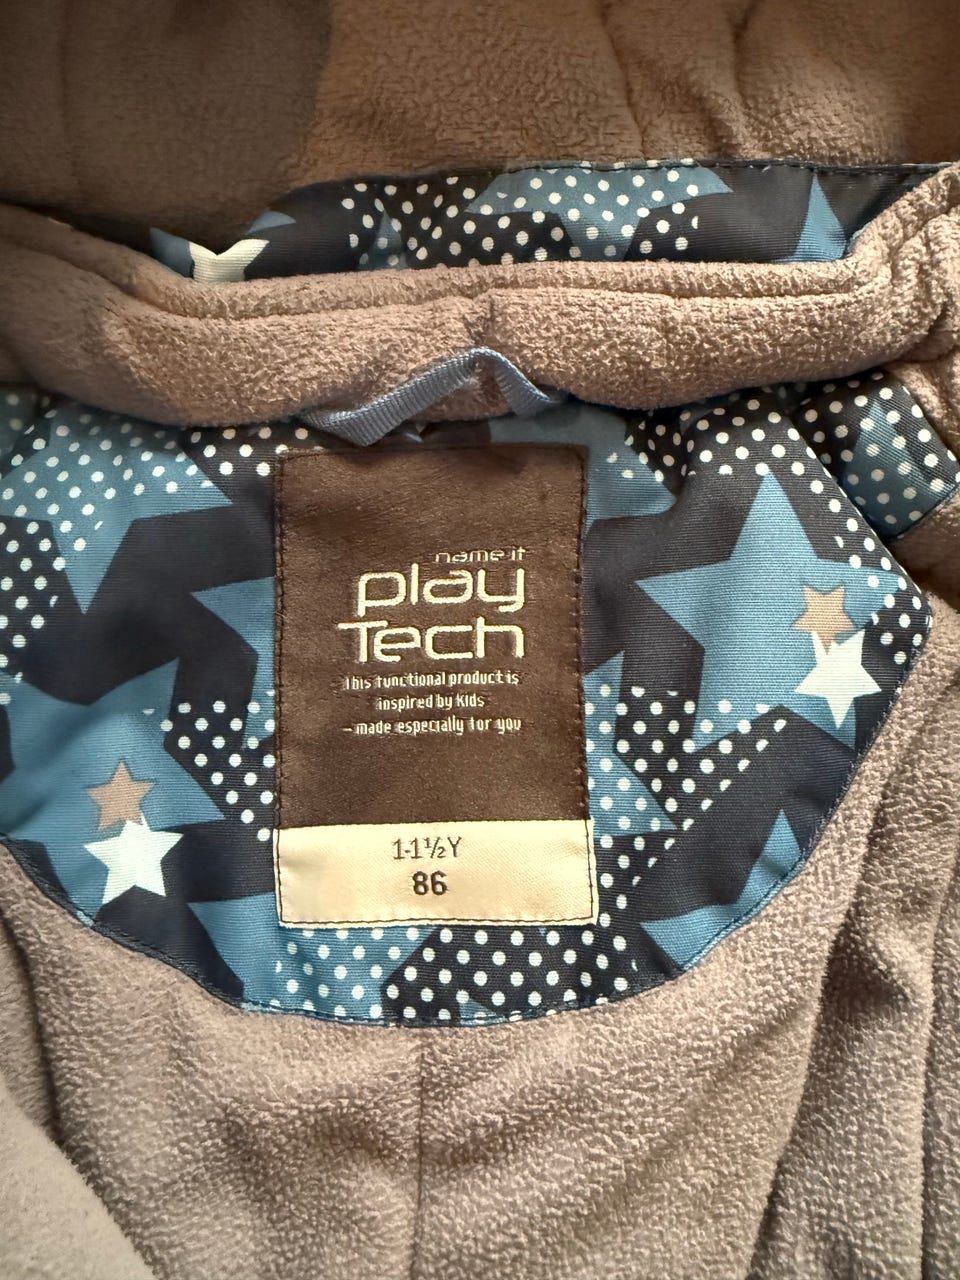 name it
play
Tech
This functional product is
inspired by kids
– made especially for you
1-1½Y
86